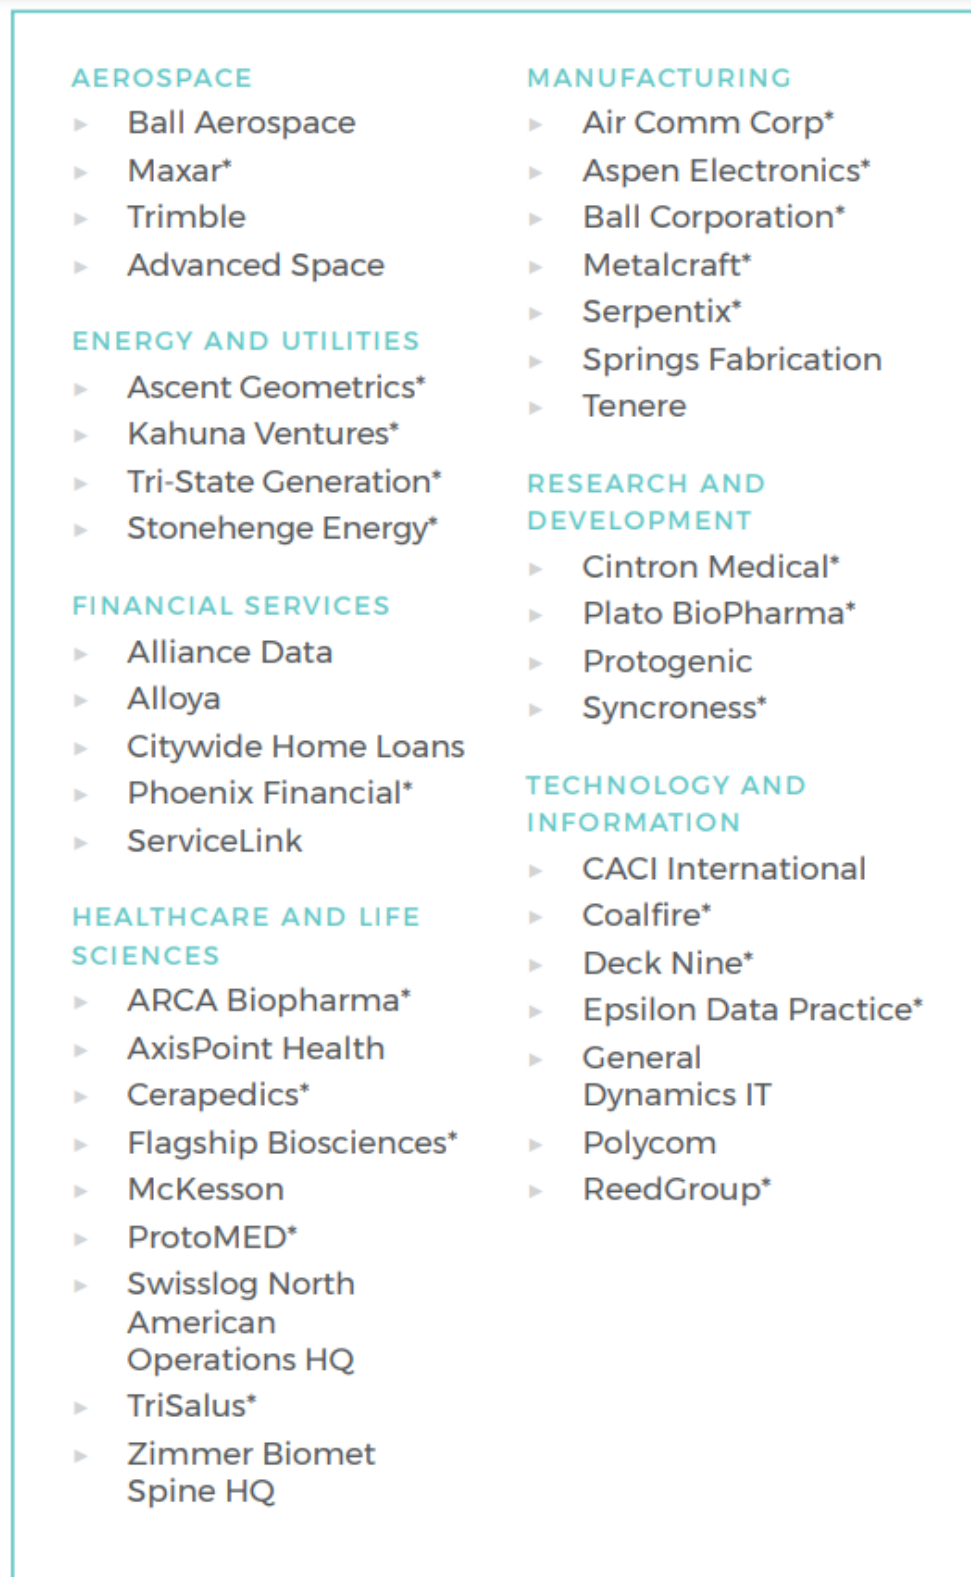 AEROSPACE
► Ball Aerospace
► Maxar*
► Trimble
► Advanced Space
ENERGY AND UTILITIES
► Ascent Geometrics*
► Kahuna Ventures*
► Tri-State Generation*
► Stonehenge Energy*
FINANCIAL SERVICES
► Alliance Data
► Alloya
► Citywide Home Loans
► Phoenix Financial*
► ServiceLink
HEALTHCARE AND LIFE
SCIENCES
► ARCA Biopharma*
► AxisPoint Health
► Cerapedics*
► Flagship Biosciences*
► McKesson
► ProtoMED*
► Swisslog North
American
Operations HQ
► TriSalus*
► Zimmer Biomet
Spine HQ
MANUFACTURING
► Air Comm Corp*
► Aspen Electronics*
► Ball Corporation*
► Metalcraft*
► Serpentix*
► Springs Fabrication
► Tenere
RESEARCH AND
DEVELOPMENT
► Cintron Medical*
► Plato BioPharma*
► Protogenic
► Syncroness*
TECHNOLOGY AND
INFORMATION
► CACI International
► Coalfire*
► Deck Nine*
► Epsilon Data Practice*
► General
Dynamics IT
► Polycom
► ReedGroup*